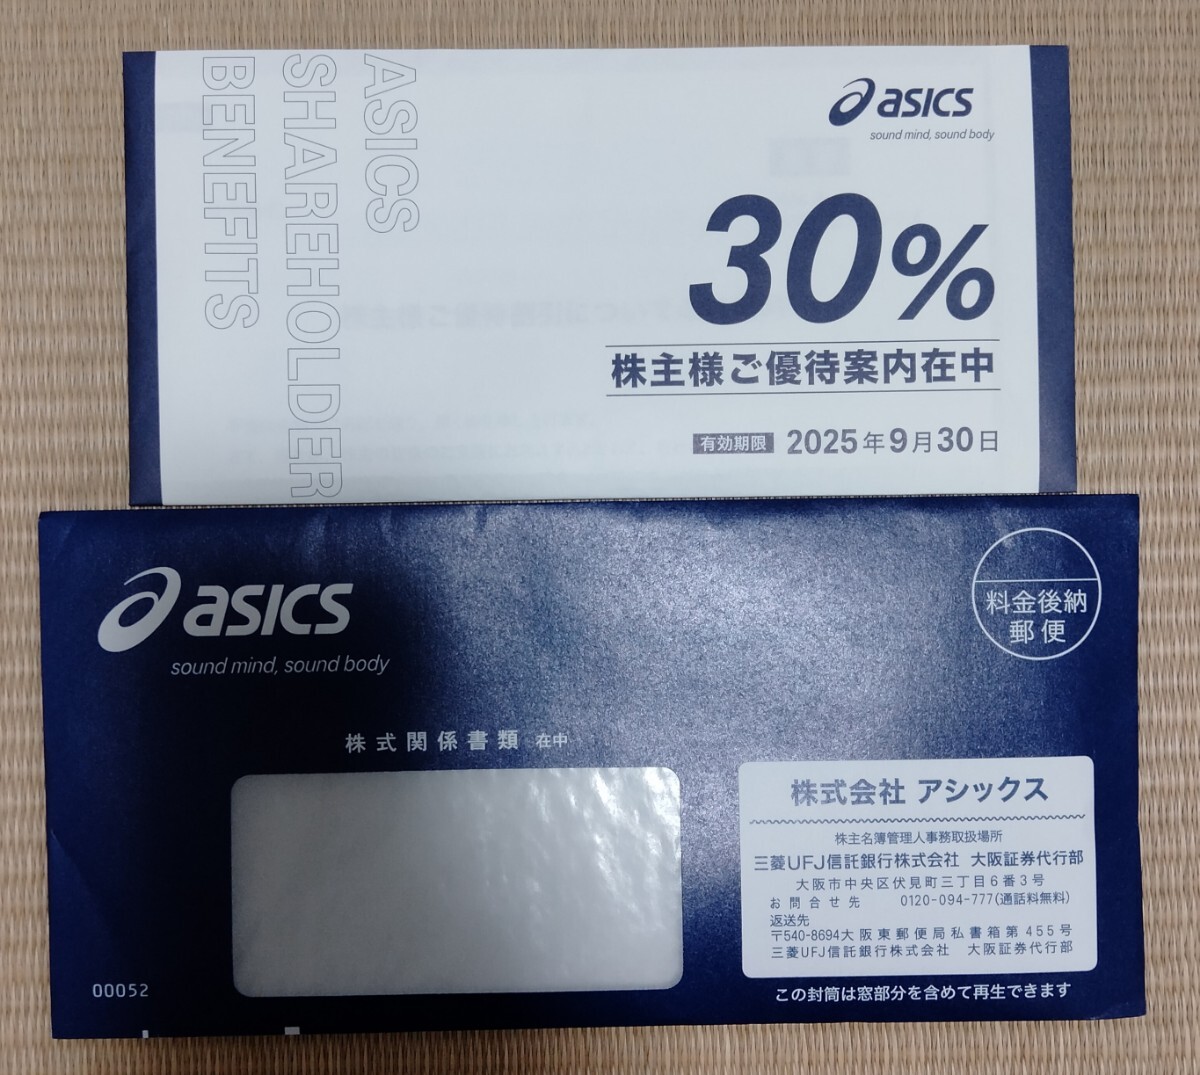 ASICS
SHAREHOLDER
BENEFITS
asics
sound mind, sound body
30%
株主様ご優待案内在中
有効期限 2025年9月30日
asics
sound mind, sound body
料金後納
郵便
株式関係書類 在中
株式会社 アシックス
株主名簿管理人事務取扱場所
三菱UFJ信託銀行株式会社 大阪証券代行部
大阪市中央区伏見町三丁目6番3号
お問合せ先 0120-094-777(通話料無料)
返送先
〒540-8694大阪東郵便局私書箱第455号
三菱UFJ信託銀行株式会社 大阪証券代行部
00052
この封筒は窓部分を含めて再生できます